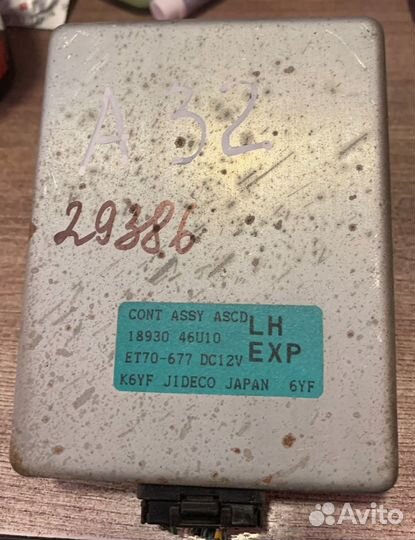 A 32
29386
CONT ASSY ASCD LH
18930 46U10
ET70-677 DC12V EXP
K6YF JIDECO JAPAN 6YF
Avito